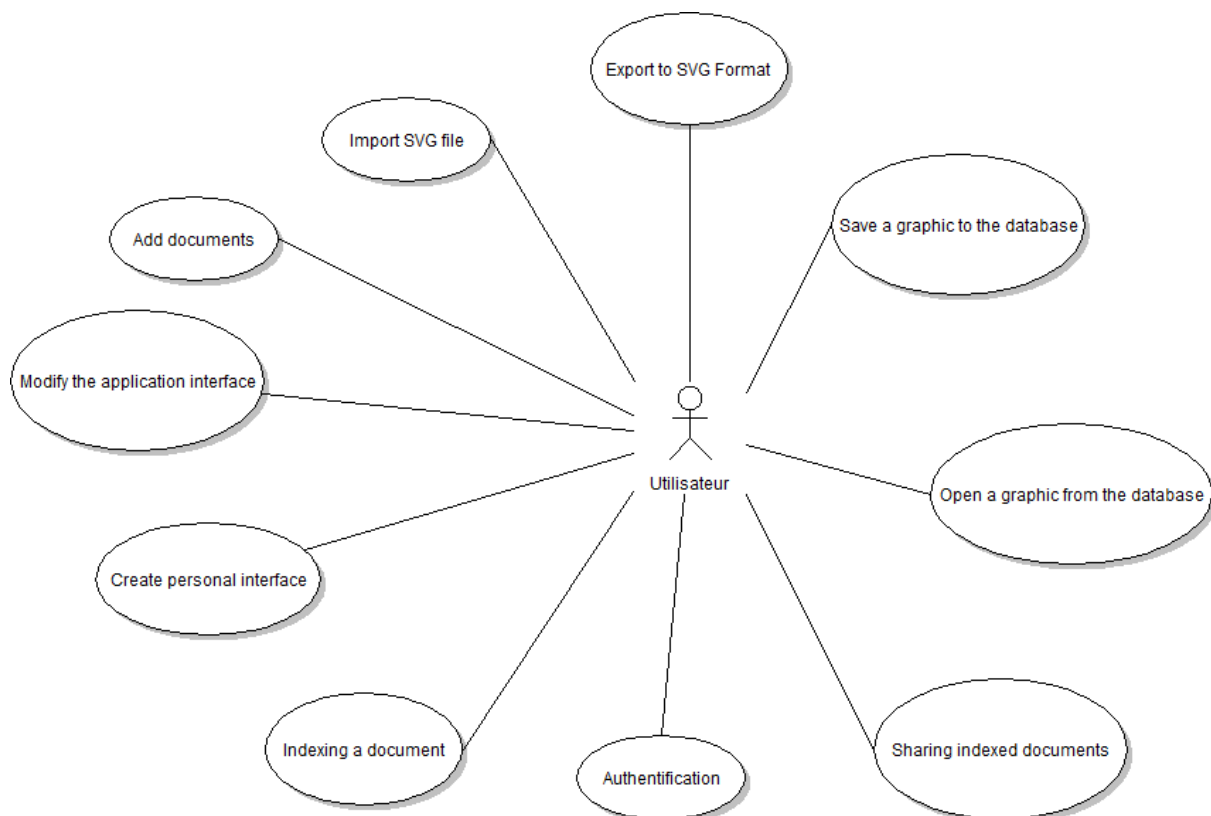 Export to SVG Format
Import SVG file
Save a graphic to the database
Add documents
Modify the application interface
Utilisateur
Open a graphic from the database
Create personal interface
Indexing a document
Authentification
Sharing indexed documents